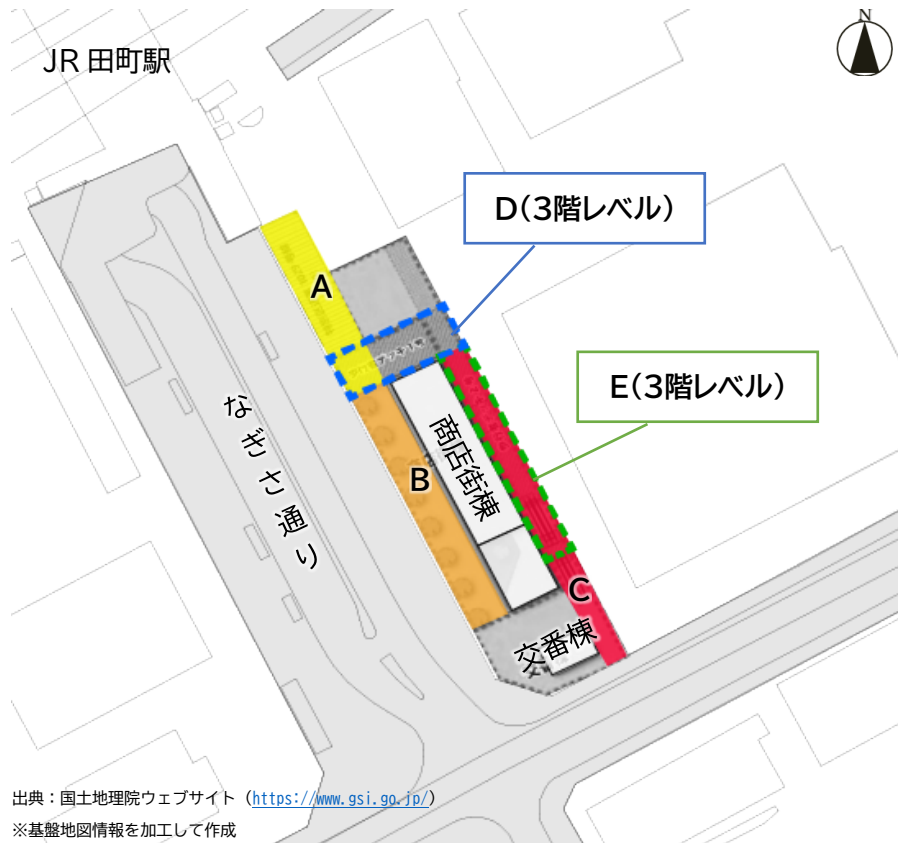 N
JR 田町駅
D(3階レベル)
A
E(3階レベル)
なぎさ通り
商店街棟
B
C
交番棟
出典：国土地理院ウェブサイト（https://www.gsi.go.jp/）
※基盤地図情報を加工して作成